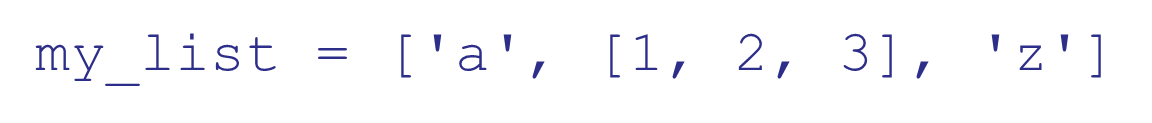 my_list = ['a', [1, 2, 3], 'z']